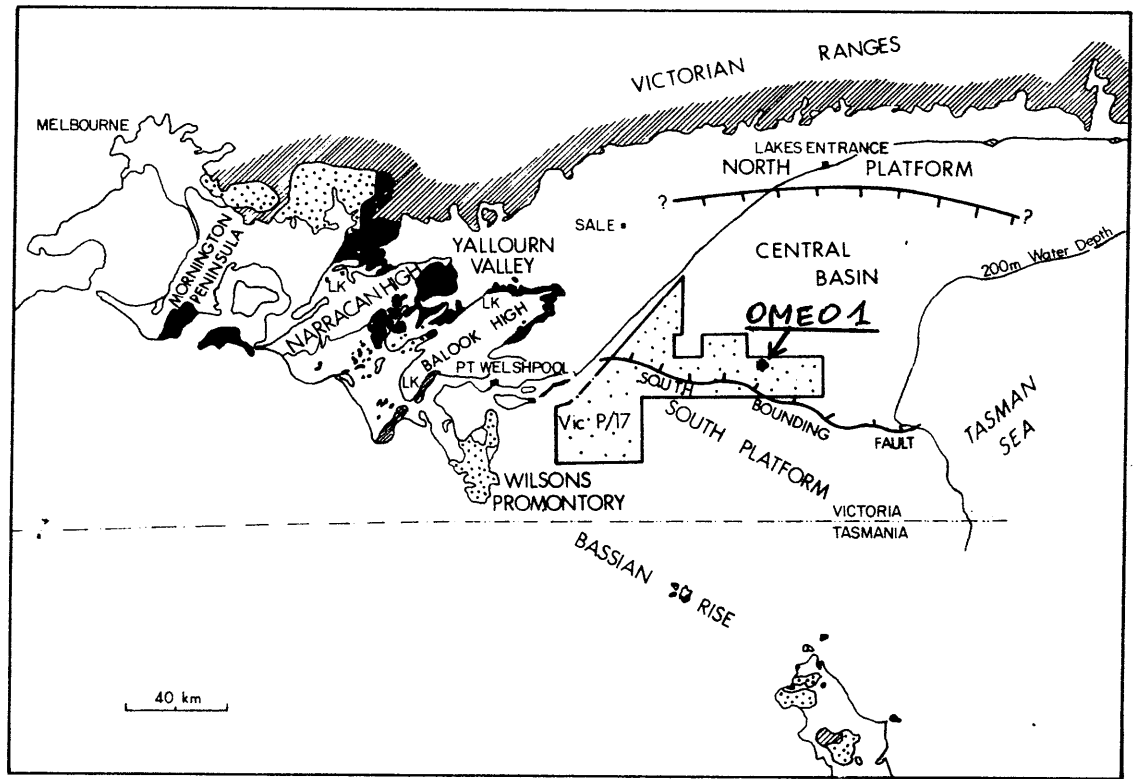 VICTORIAN RANGES
MELBOURNE
LAKES ENTRANCE
NORTH PLATFORM
?
?
SALE
MORNINGTON
PENINSULA
YALLOURN
VALLEY
CENTRAL
BASIN
200m Water Depth
LK
NARRACAN HIGH
LK
BALOOK HIGH
OMEO 1
LK
PT WELSHPOOL
SOUTH
BOUNDING
FAULT
Vic P/17
SOUTH PLATFORM
TASMAN
SEA
WILSONS
PROMONTORY
VICTORIA
TASMANIA
BASSIAN RISE
40 km